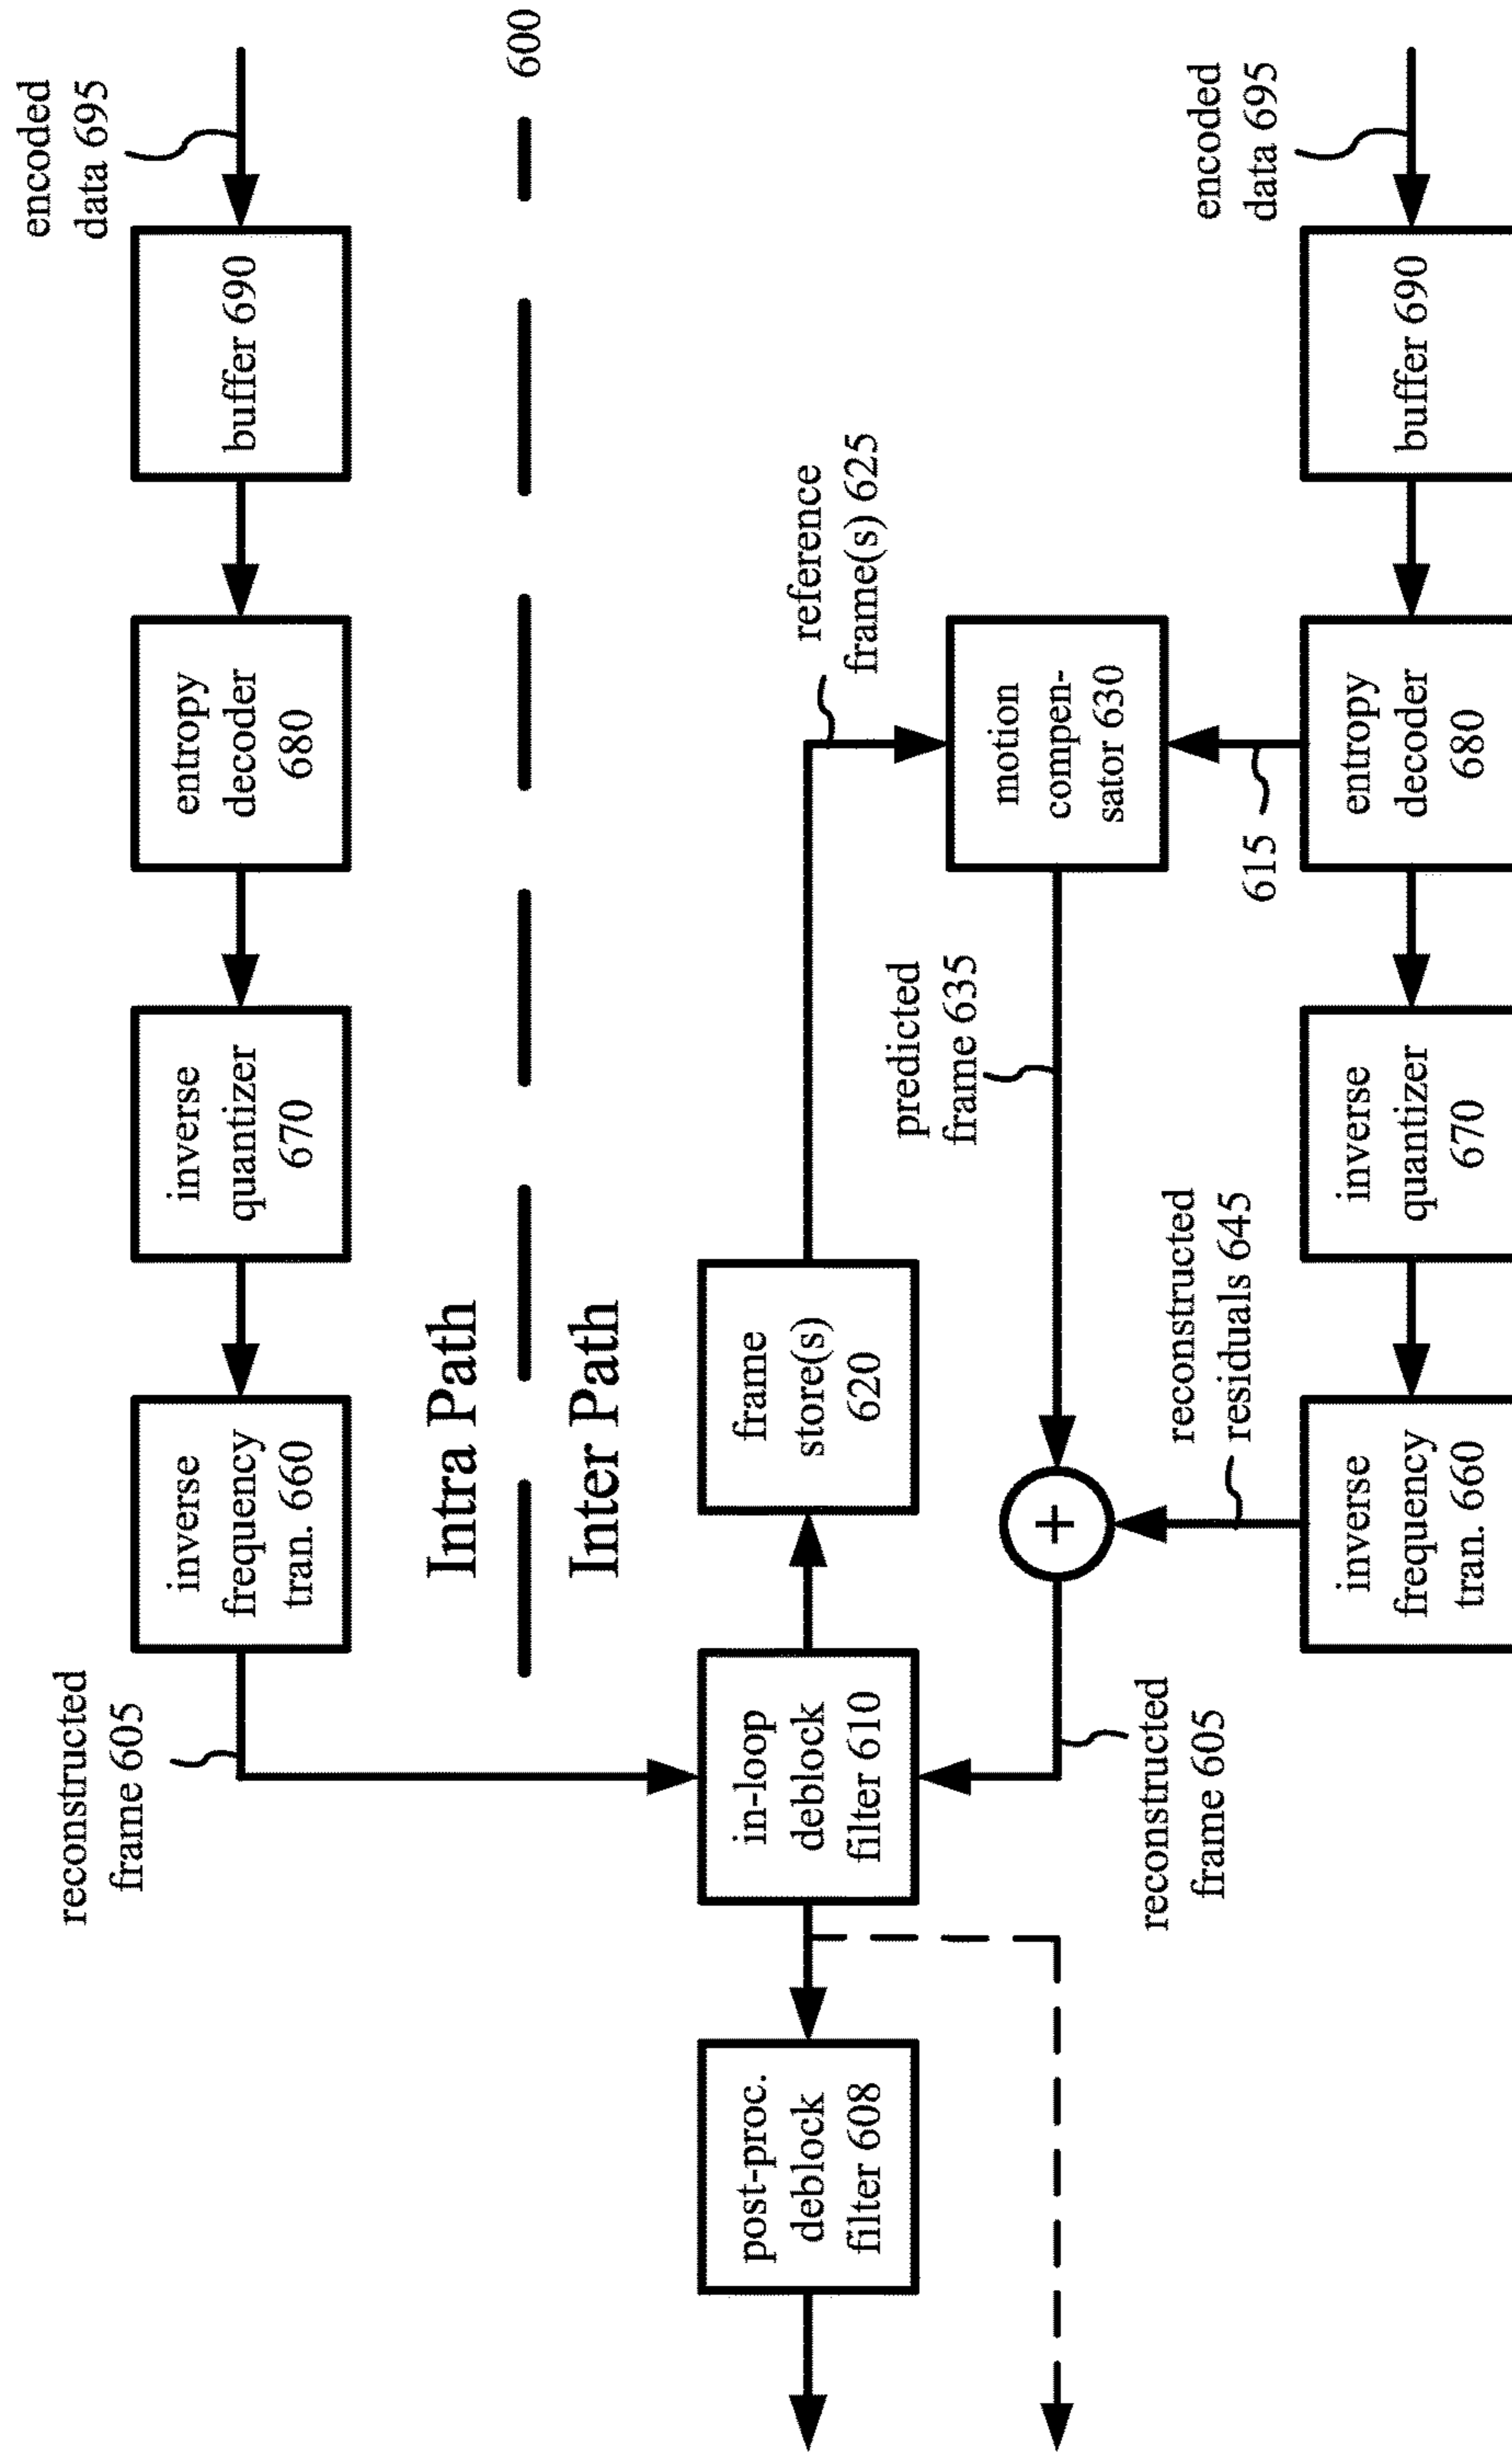 encoded
data 695
buffer 690
entropy
decoder
680
inverse
quantizer
670
inverse
frequency
tran. 660
reconstructed
frame 605
Intra Path
600
Inter Path
reference
frame(s) 625
frame
store(s)
620
in-loop
deblock
filter 610
post-proc.
deblock
filter 608
motion
compen-
sator 630
predicted
frame 635
+
reconstructed
frame 605
615
reconstructed
residuals 645
encoded
data 695
buffer 690
entropy
decoder
680
inverse
quantizer
670
inverse
frequency
tran. 660